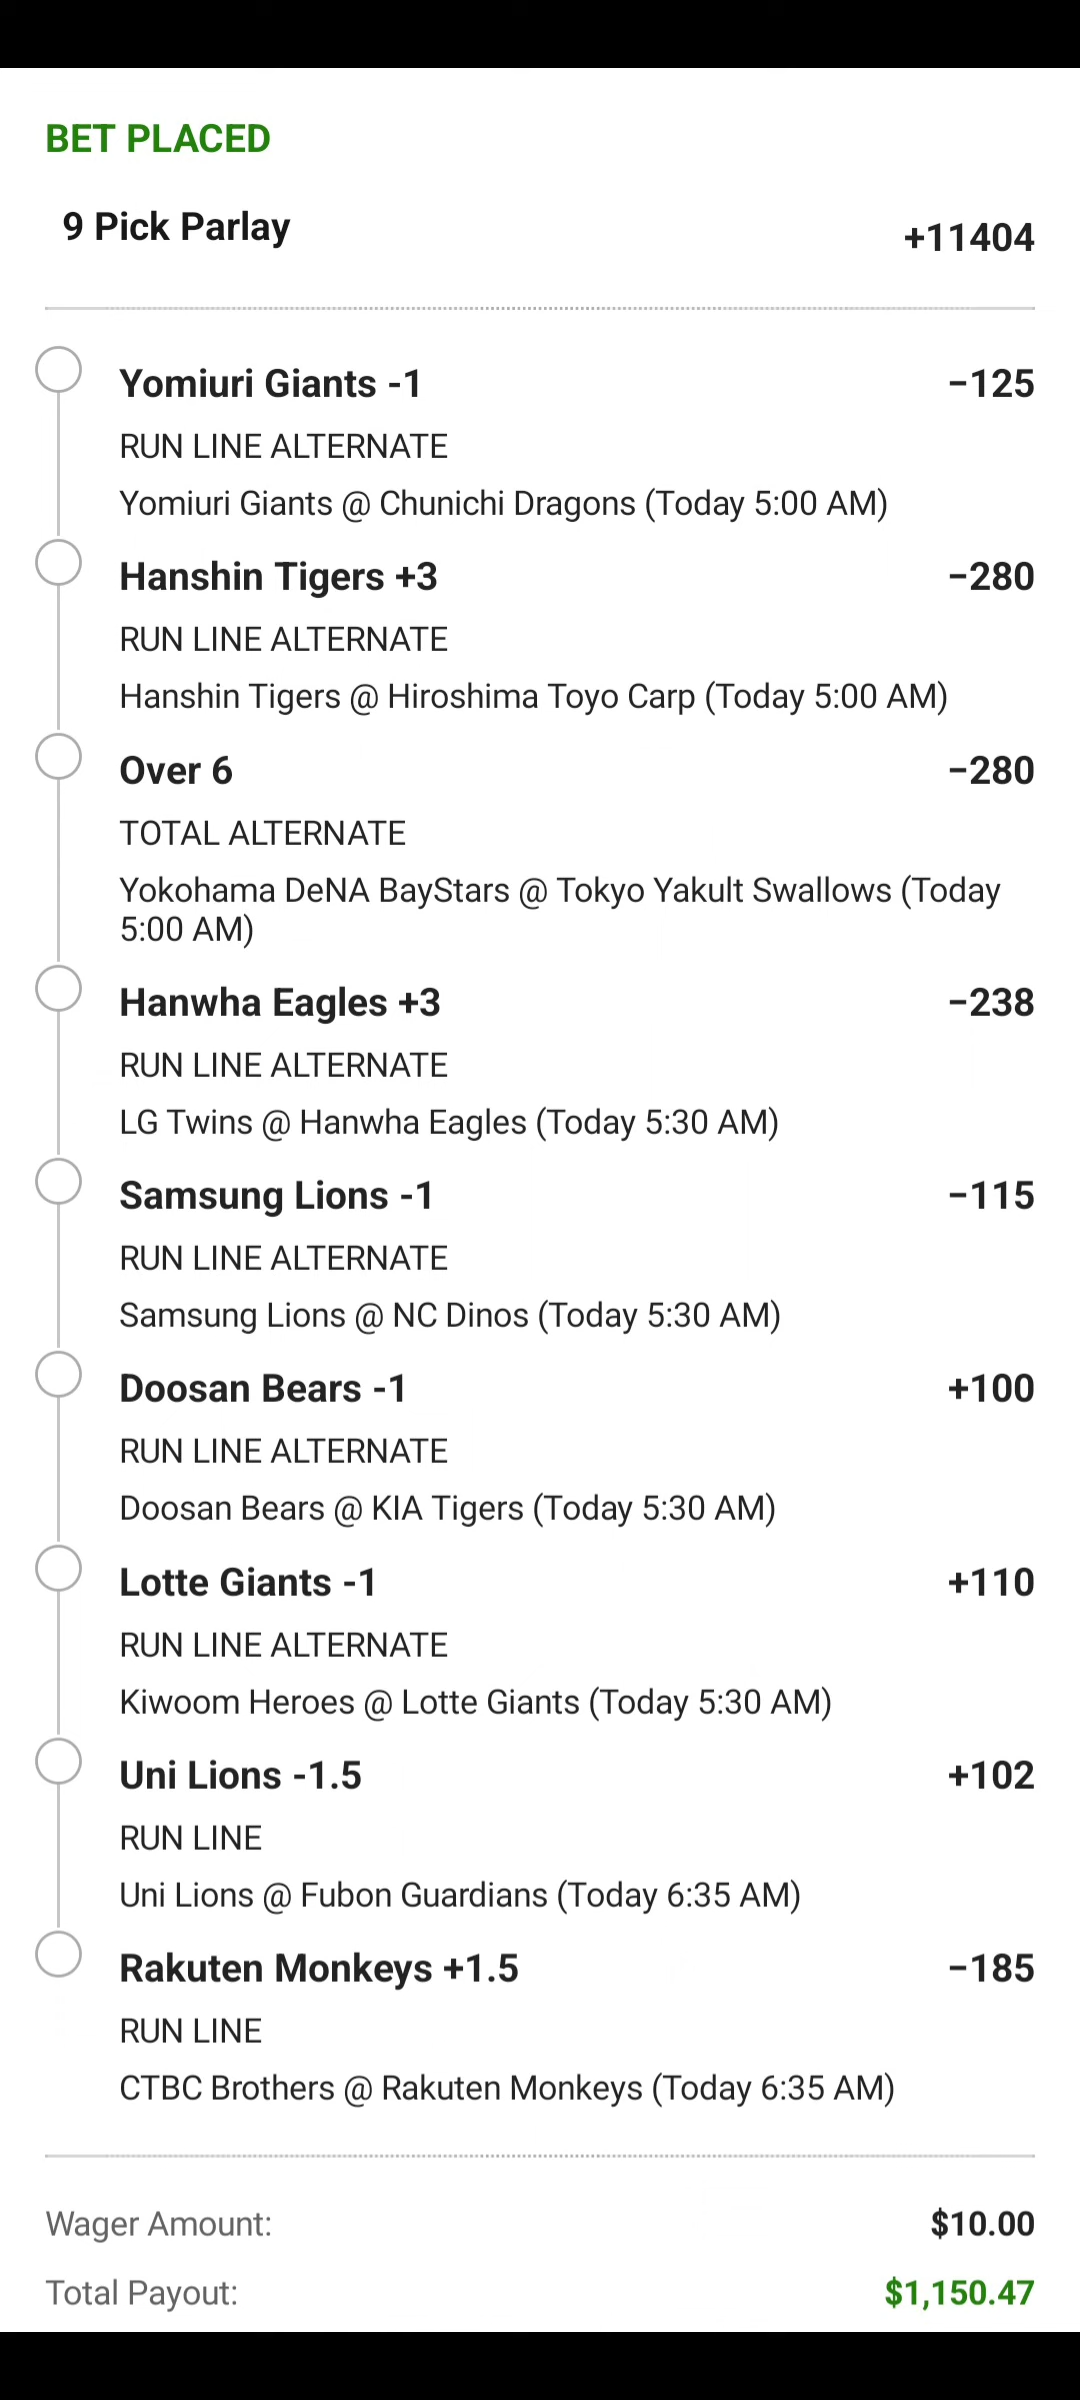 BET PLACED
9 Pick Parlay
+11404
Yomiuri Giants -1
−125
RUN LINE ALTERNATE
Yomiuri Giants @ Chunichi Dragons (Today 5:00 AM)
Hanshin Tigers +3
−280
RUN LINE ALTERNATE
Hanshin Tigers @ Hiroshima Toyo Carp (Today 5:00 AM)
Over 6
−280
TOTAL ALTERNATE
Yokohama DeNA BayStars @ Tokyo Yakult Swallows (Today
5:00 AM)
Hanwha Eagles +3
−238
RUN LINE ALTERNATE
LG Twins @ Hanwha Eagles (Today 5:30 AM)
Samsung Lions -1
−115
RUN LINE ALTERNATE
Samsung Lions @ NC Dinos (Today 5:30 AM)
Doosan Bears -1
+100
RUN LINE ALTERNATE
Doosan Bears @ KIA Tigers (Today 5:30 AM)
Lotte Giants -1
+110
RUN LINE ALTERNATE
Kiwoom Heroes @ Lotte Giants (Today 5:30 AM)
Uni Lions -1.5
+102
RUN LINE
Uni Lions @ Fubon Guardians (Today 6:35 AM)
Rakuten Monkeys +1.5
−185
RUN LINE
CTBC Brothers @ Rakuten Monkeys (Today 6:35 AM)
Wager Amount:
$10.00
Total Payout:
$1,150.47